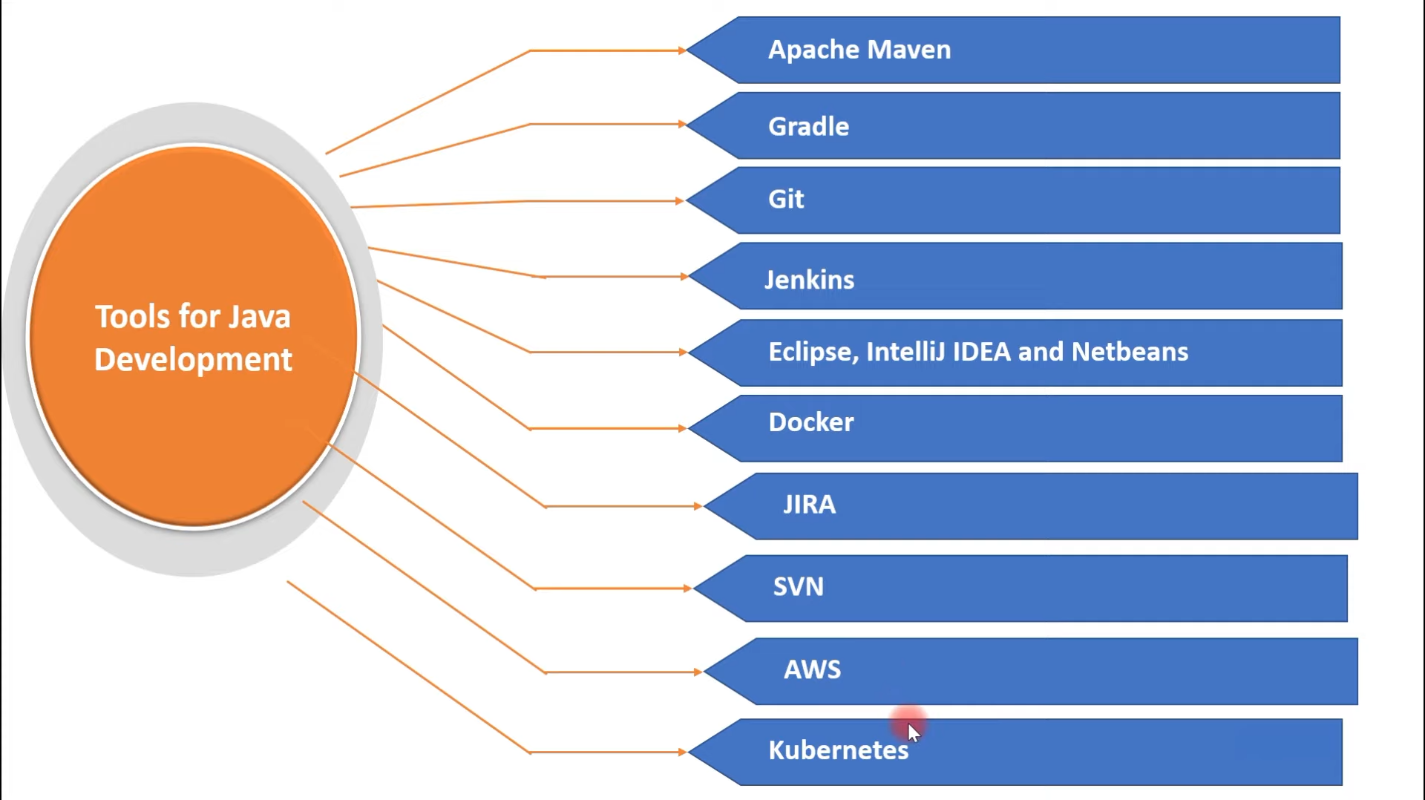 Tools for Java
Development
Apache Maven
Gradle
Git
Jenkins
Eclipse, IntelliJ IDEA and Netbeans
Docker
JIRA
SVN
AWS
Kubernetes